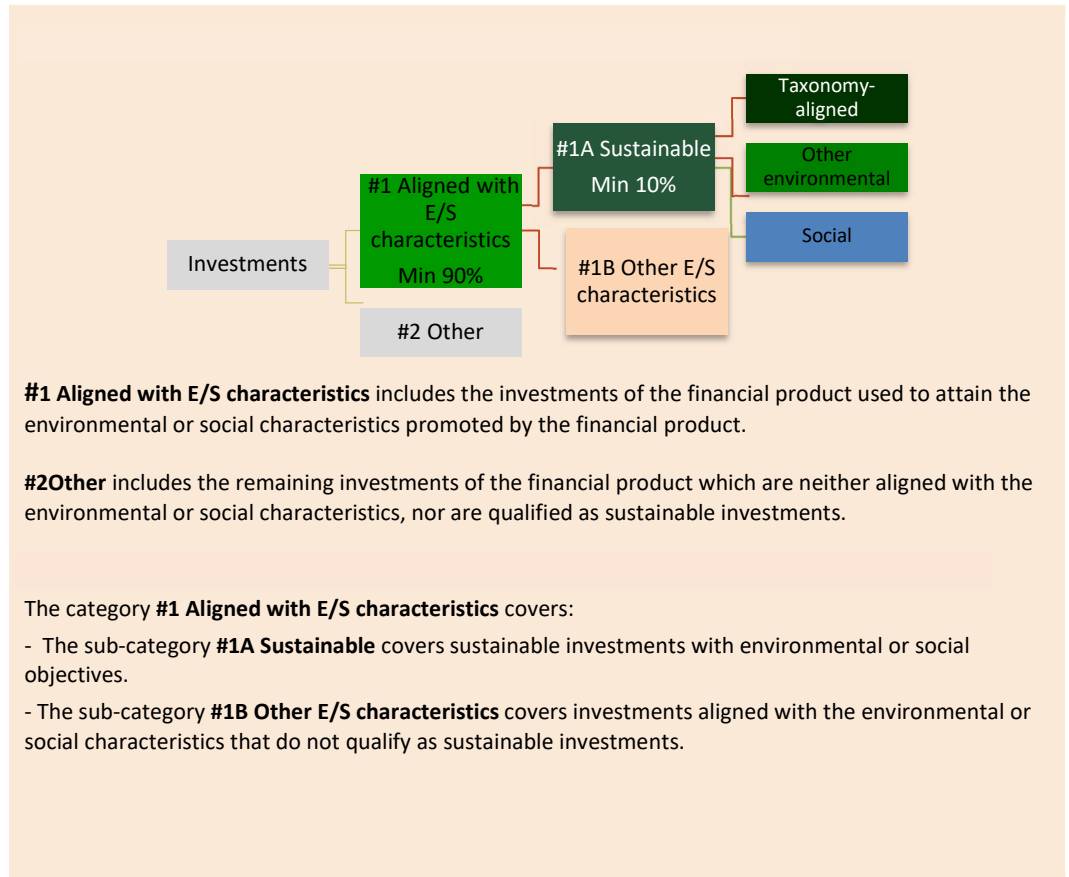 Taxonomy-
aligned
#1A Sustainable
Min 10%
Other
environmental
#1 Aligned with
E/S
characteristics
Min 90%
Social
Investments
#1B Other E/S
characteristics
#2 Other
#1 Aligned with E/S characteristics includes the investments of the financial product used to attain the
environmental or social characteristics promoted by the financial product.
#2Other includes the remaining investments of the financial product which are neither aligned with the
environmental or social characteristics, nor are qualified as sustainable investments.
The category #1 Aligned with E/S characteristics covers:
- The sub-category #1A Sustainable covers sustainable investments with environmental or social
objectives.
- The sub-category #1B Other E/S characteristics covers investments aligned with the environmental or
social characteristics that do not qualify as sustainable investments.